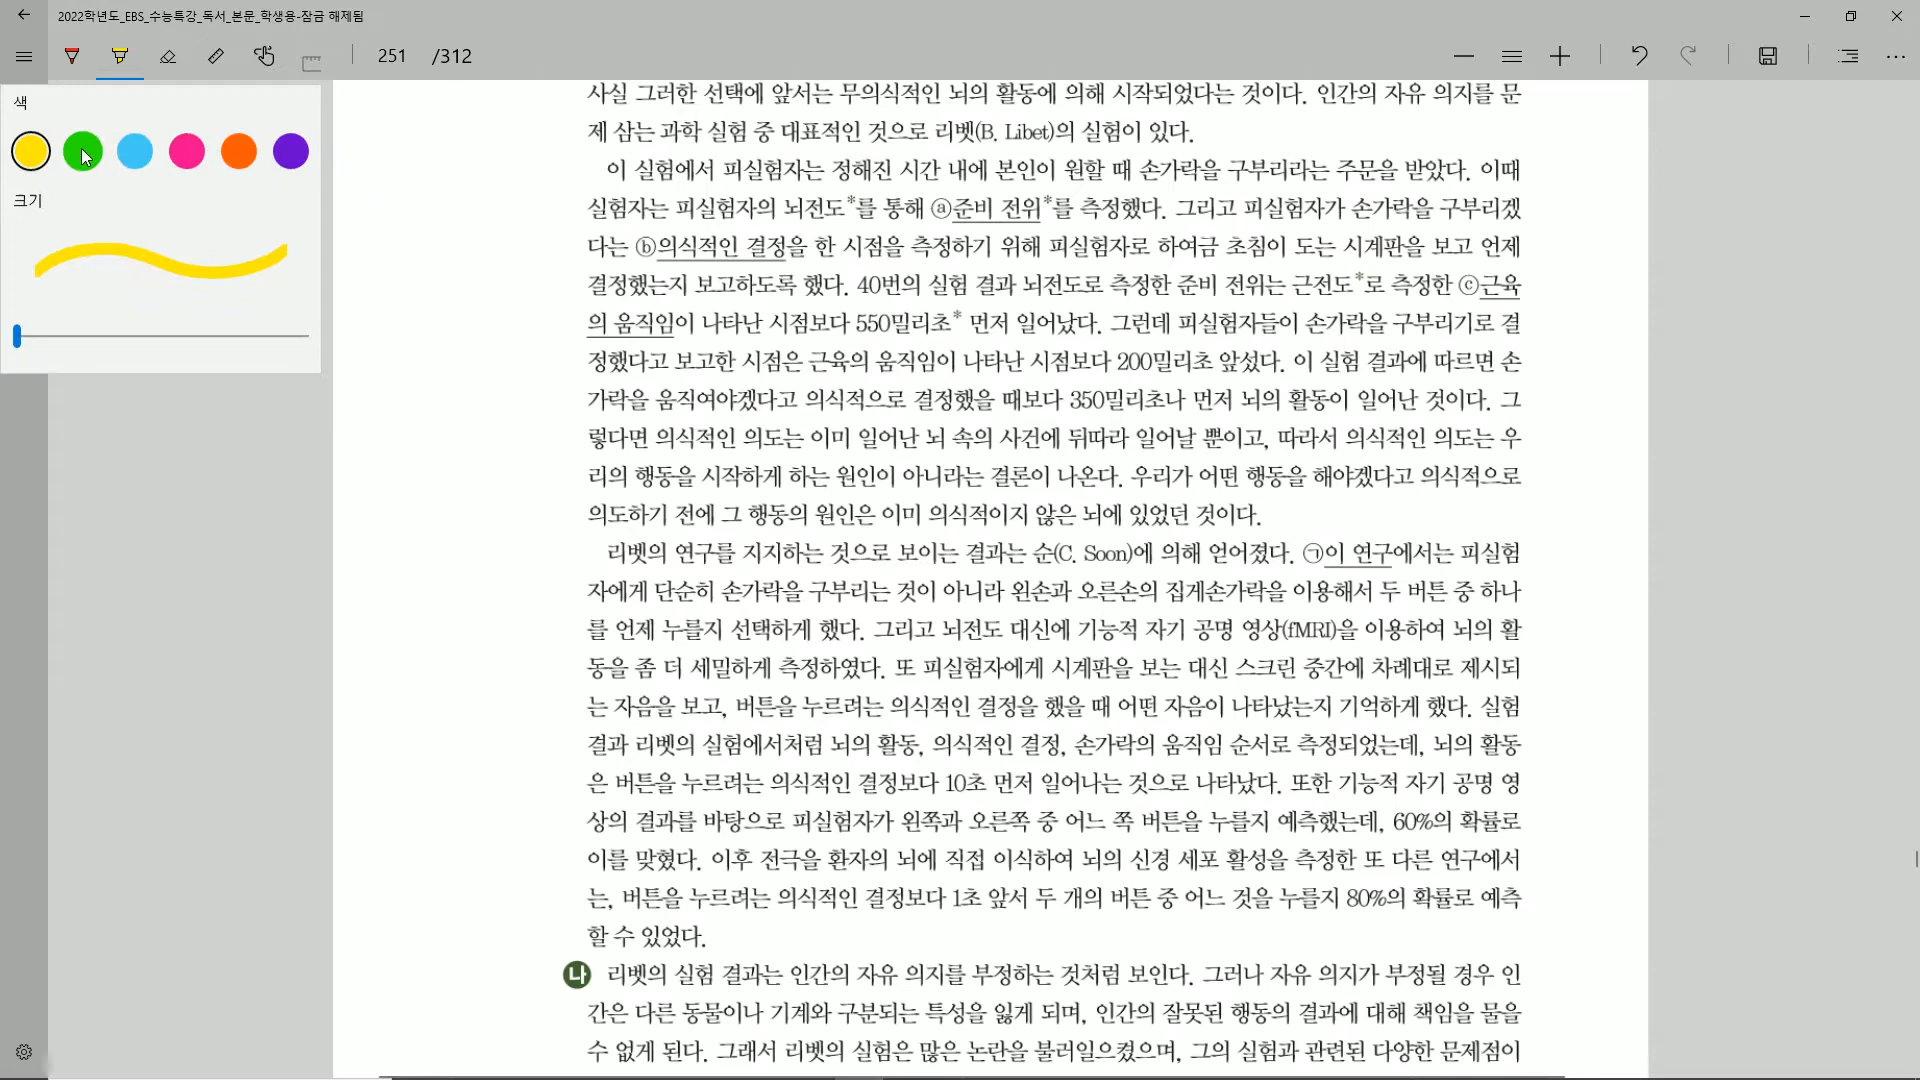 2022학년도_EBS_수능특강_독서_본문_학생용-잠금 해제됨
251 /312
색
크기
사실 그러한 선택에 앞서는 무의식적인 뇌의 활동에 의해 시작되었다는 것이다. 인간의 자유 의지를 문
제 삼는 과학 실험 중 대표적인 것으로 리벳(B. Libet)의 실험이 있다.
이 실험에서 피실험자는 정해진 시간 내에 본인이 원할 때 손가락을 구부리라는 주문을 받았다. 이때
실험자는 피실험자의 뇌전도*를 통해 ⓐ준비 전위*를 측정했다. 그리고 피실험자가 손가락을 구부리겠
다는 ⓑ의식적인 결정을 한 시점을 측정하기 위해 피실험자로 하여금 초침이 도는 시계판을 보고 언제
결정했는지 보고하도록 했다. 40번의 실험 결과 뇌전도로 측정한 준비 전위는 근전도*로 측정한 ⓒ근육
의 움직임이 나타난 시점보다 550밀리초* 먼저 일어났다. 그런데 피실험자들이 손가락을 구부리기로 결
정했다고 보고한 시점은 근육의 움직임이 나타난 시점보다 200밀리초 앞섰다. 이 실험 결과에 따르면 손
가락을 움직여야겠다고 의식적으로 결정했을 때보다 350밀리초나 먼저 뇌의 활동이 일어난 것이다. 그
렇다면 의식적인 의도는 이미 일어난 뇌 속의 사건에 뒤따라 일어날 뿐이고, 따라서 의식적인 의도는 우
리의 행동을 시작하게 하는 원인이 아니라는 결론이 나온다. 우리가 어떤 행동을 해야겠다고 의식적으로
의도하기 전에 그 행동의 원인은 이미 의식적이지 않은 뇌에 있었던 것이다.
리벳의 연구를 지지하는 것으로 보이는 결과는 순(C. Soon)에 의해 얻어졌다. ㉠이 연구에서는 피실험
자에게 단순히 손가락을 구부리는 것이 아니라 왼손과 오른손의 집게손가락을 이용해서 두 버튼 중 하나
를 언제 누를지 선택하게 했다. 그리고 뇌전도 대신에 기능적 자기 공명 영상(fMRI)을 이용하여 뇌의 활
동을 좀 더 세밀하게 측정하였다. 또 피실험자에게 시계판을 보는 대신 스크린 중간에 차례대로 제시되
는 자음을 보고, 버튼을 누르려는 의식적인 결정을 했을 때 어떤 자음이 나타났는지 기억하게 했다. 실험
결과 리벳의 실험에서처럼 뇌의 활동, 의식적인 결정, 손가락의 움직임 순서로 측정되었는데, 뇌의 활동
은 버튼을 누르려는 의식적인 결정보다 10초 먼저 일어나는 것으로 나타났다. 또한 기능적 자기 공명 영
상의 결과를 바탕으로 피실험자가 왼쪽과 오른쪽 중 어느 쪽 버튼을 누를지 예측했는데, 60%의 확률로
이를 맞혔다. 이후 전극을 환자의 뇌에 직접 이식하여 뇌의 신경 세포 활성을 측정한 또 다른 연구에서
는, 버튼을 누르려는 의식적인 결정보다 1초 앞서 두 개의 버튼 중 어느 것을 누를지 80%의 확률로 예측
할 수 있었다.
나 리벳의 실험 결과는 인간의 자유 의지를 부정하는 것처럼 보인다. 그러나 자유 의지가 부정될 경우 인
간은 다른 동물이나 기계와 구분되는 특성을 잃게 되며, 인간의 잘못된 행동의 결과에 대해 책임을 물을
수 없게 된다. 그래서 리벳의 실험은 많은 논란을 불러일으켰으며, 그의 실험과 관련된 다양한 문제점이